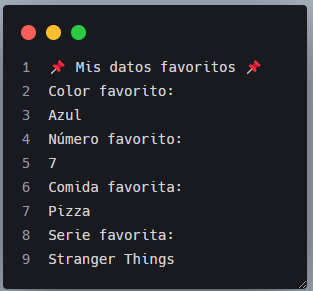 1 📌 Mis datos favoritos 📌
2 Color favorito:
3 Azul
4 Número favorito:
5 7
6 Comida favorita:
7 Pizza
8 Serie favorita:
9 Stranger Things